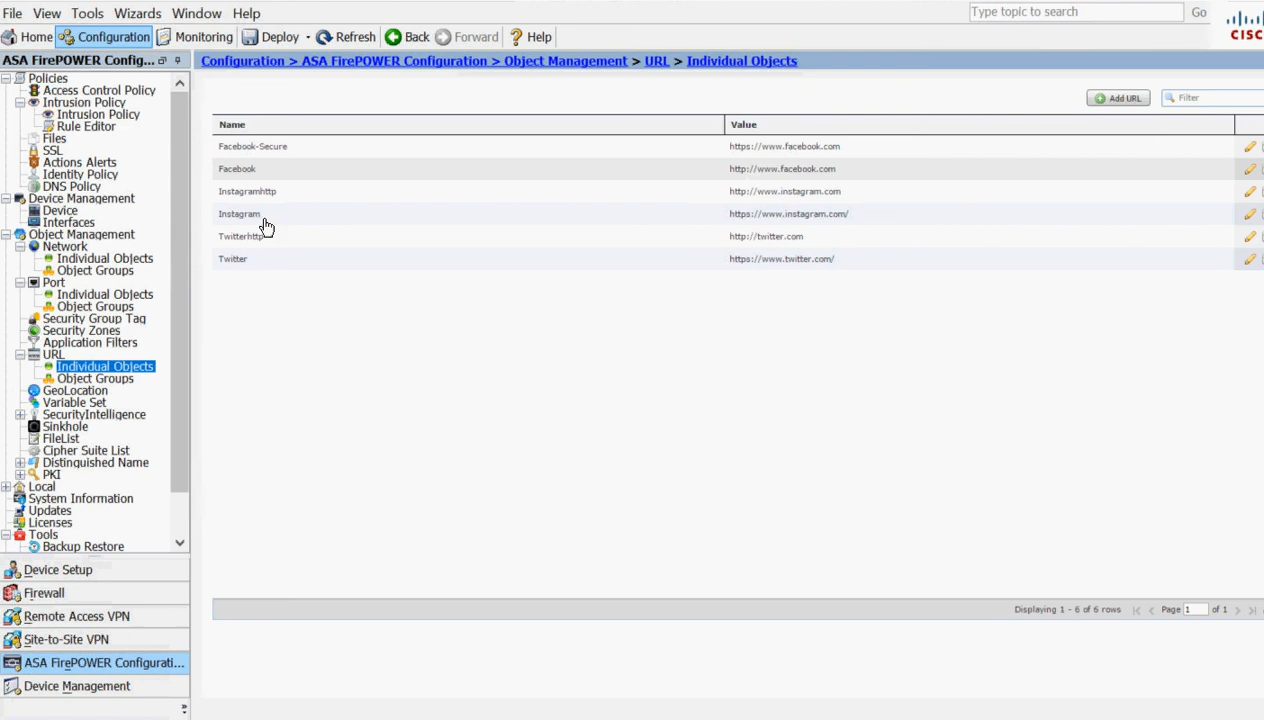 File View Tools Wizards Window Help
Type topic to search Go
Home Configuration Monitoring Deploy Refresh Back Forward Help
ASA FirePOWER Config...
Configuration > ASA FirePOWER Configuration > Object Management > URL > Individual Objects
Policies
Access Control Policy
Intrusion Policy
Intrusion Policy
Rule Editor
Files
SSL
Actions Alerts
Identity Policy
DNS Policy
Device Management
Device
Interfaces
Object Management
Network
Individual Objects
Object Groups
Port
Individual Objects
Object Groups
Security Group Tag
Security Zones
Application Filters
URL
Individual Objects
Object Groups
GeoLocation
Variable Set
SecurityIntelligence
Sinkhole
FileList
Cipher Suite List
Distinguished Name
PKI
Local
System Information
Updates
Licenses
Tools
Backup Restore
Device Setup
Firewall
Remote Access VPN
Site-to-Site VPN
ASA FirePOWER Configurati...
Device Management
Add URL Filter
Name Value
Facebook-Secure https://www.facebook.com
Facebook http://www.facebook.com
Instagramhttp http://www.instagram.com
Instagram https://www.instagram.com/
Twitterhttp http://twitter.com
Twitter https://www.twitter.com/
Displaying 1 - 6 of 6 rows Page 1 of 1
CISC